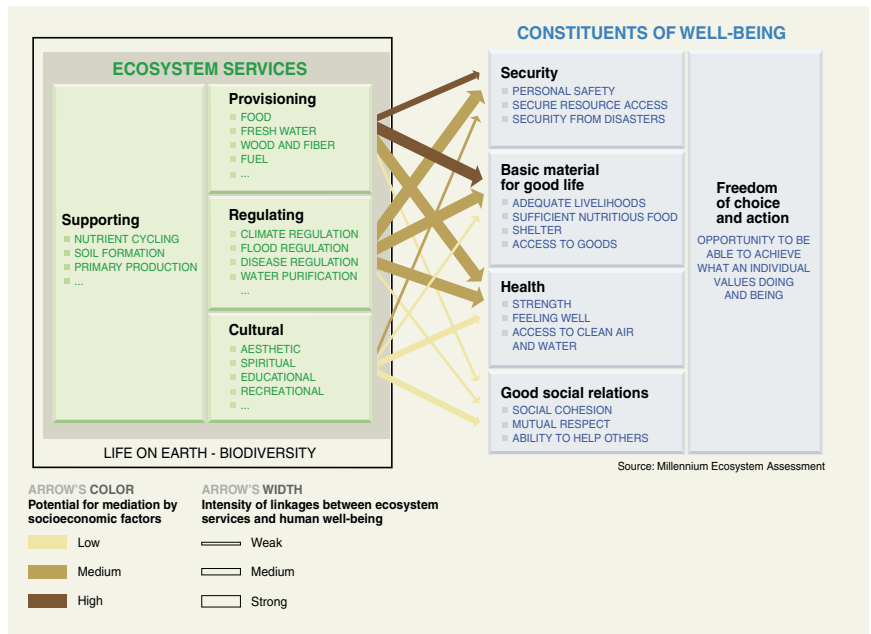 CONSTITUENTS OF WELL-BEING
ECOSYSTEM SERVICES
Supporting
NUTRIENT CYCLING
SOIL FORMATION
PRIMARY PRODUCTION
...
Provisioning
FOOD
FRESH WATER
WOOD AND FIBER
FUEL
...
Regulating
CLIMATE REGULATION
FLOOD REGULATION
DISEASE REGULATION
WATER PURIFICATION
...
Cultural
AESTHETIC
SPIRITUAL
EDUCATIONAL
RECREATIONAL
...
LIFE ON EARTH - BIODIVERSITY
Security
PERSONAL SAFETY
SECURE RESOURCE ACCESS
SECURITY FROM DISASTERS
Basic material
for good life
ADEQUATE LIVELIHOODS
SUFFICIENT NUTRITIOUS FOOD
SHELTER
ACCESS TO GOODS
Health
STRENGTH
FEELING WELL
ACCESS TO CLEAN AIR
AND WATER
Good social relations
SOCIAL COHESION
MUTUAL RESPECT
ABILITY TO HELP OTHERS
Freedom
of choice
and action
OPPORTUNITY TO BE
ABLE TO ACHIEVE
WHAT AN INDIVIDUAL
VALUES DOING
AND BEING
Source: Millennium Ecosystem Assessment
ARROW'S COLOR
Potential for mediation by
socioeconomic factors
Low
Medium
High
ARROW'S WIDTH
Intensity of linkages between ecosystem
services and human well-being
Weak
Medium
Strong